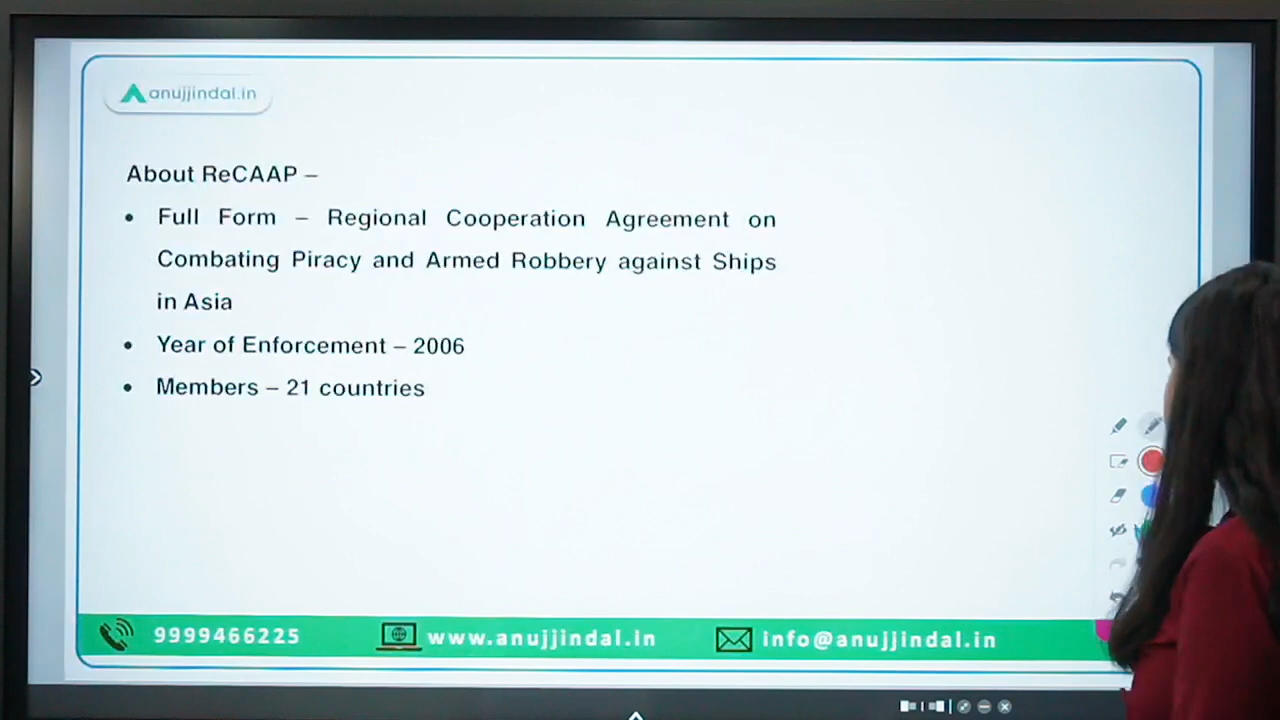 anujjindal.in
About ReCAAP –
• Full Form – Regional Cooperation Agreement on
Combating Piracy and Armed Robbery against Ships
in Asia
• Year of Enforcement – 2006
• Members – 21 countries
9999466225 www.anujjindal.in info@anujjindal.in